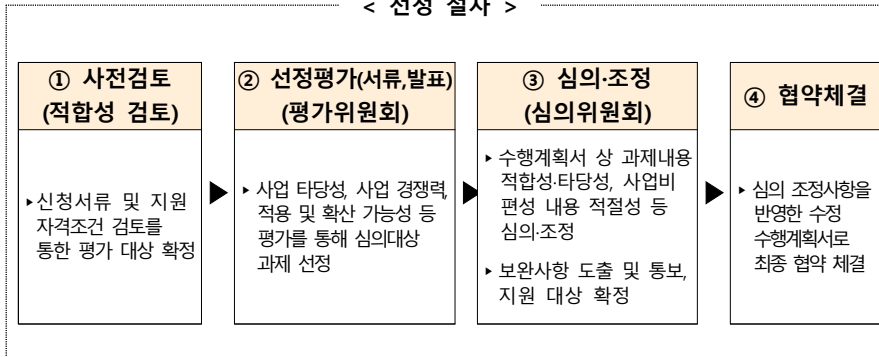 < 선정 절차 >
① 사전검토
(적합성 검토)
▸신청서류 및 지원
자격조건 검토를
통한 평가 대상 확정
② 선정평가(서류,발표)
(평가위원회)
▸ 사업 타당성, 사업 경쟁력,
적용 및 확산 가능성 등
평가를 통해 심의대상
과제 선정
③ 심의·조정
(심의위원회)
▸ 수행계획서 상 과제내용
적합성·타당성, 사업비
편성 내용 적절성 등
심의·조정
▸ 보완사항 도출 및 통보,
지원 대상 확정
④ 협약체결
▸ 심의 조정사항을
반영한 수정
수행계획서로
최종 협약 체결